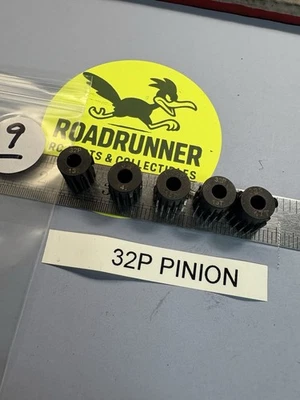 9
ROADRUNNER
& COLLECTIBLES
32P PINION